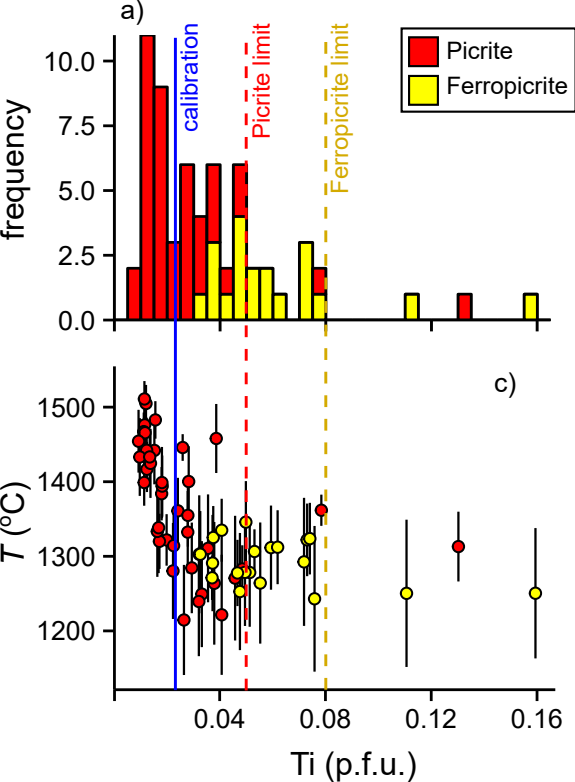 a)
calibration
Picrite limit
Ferropicrite limit
Picrite
Ferropicrite
frequency
10.0
7.5
5.0
2.5
0.0
c)
T (°C)
1500
1400
1300
1200
0.04
0.08
0.12
0.16
Ti (p.f.u.)